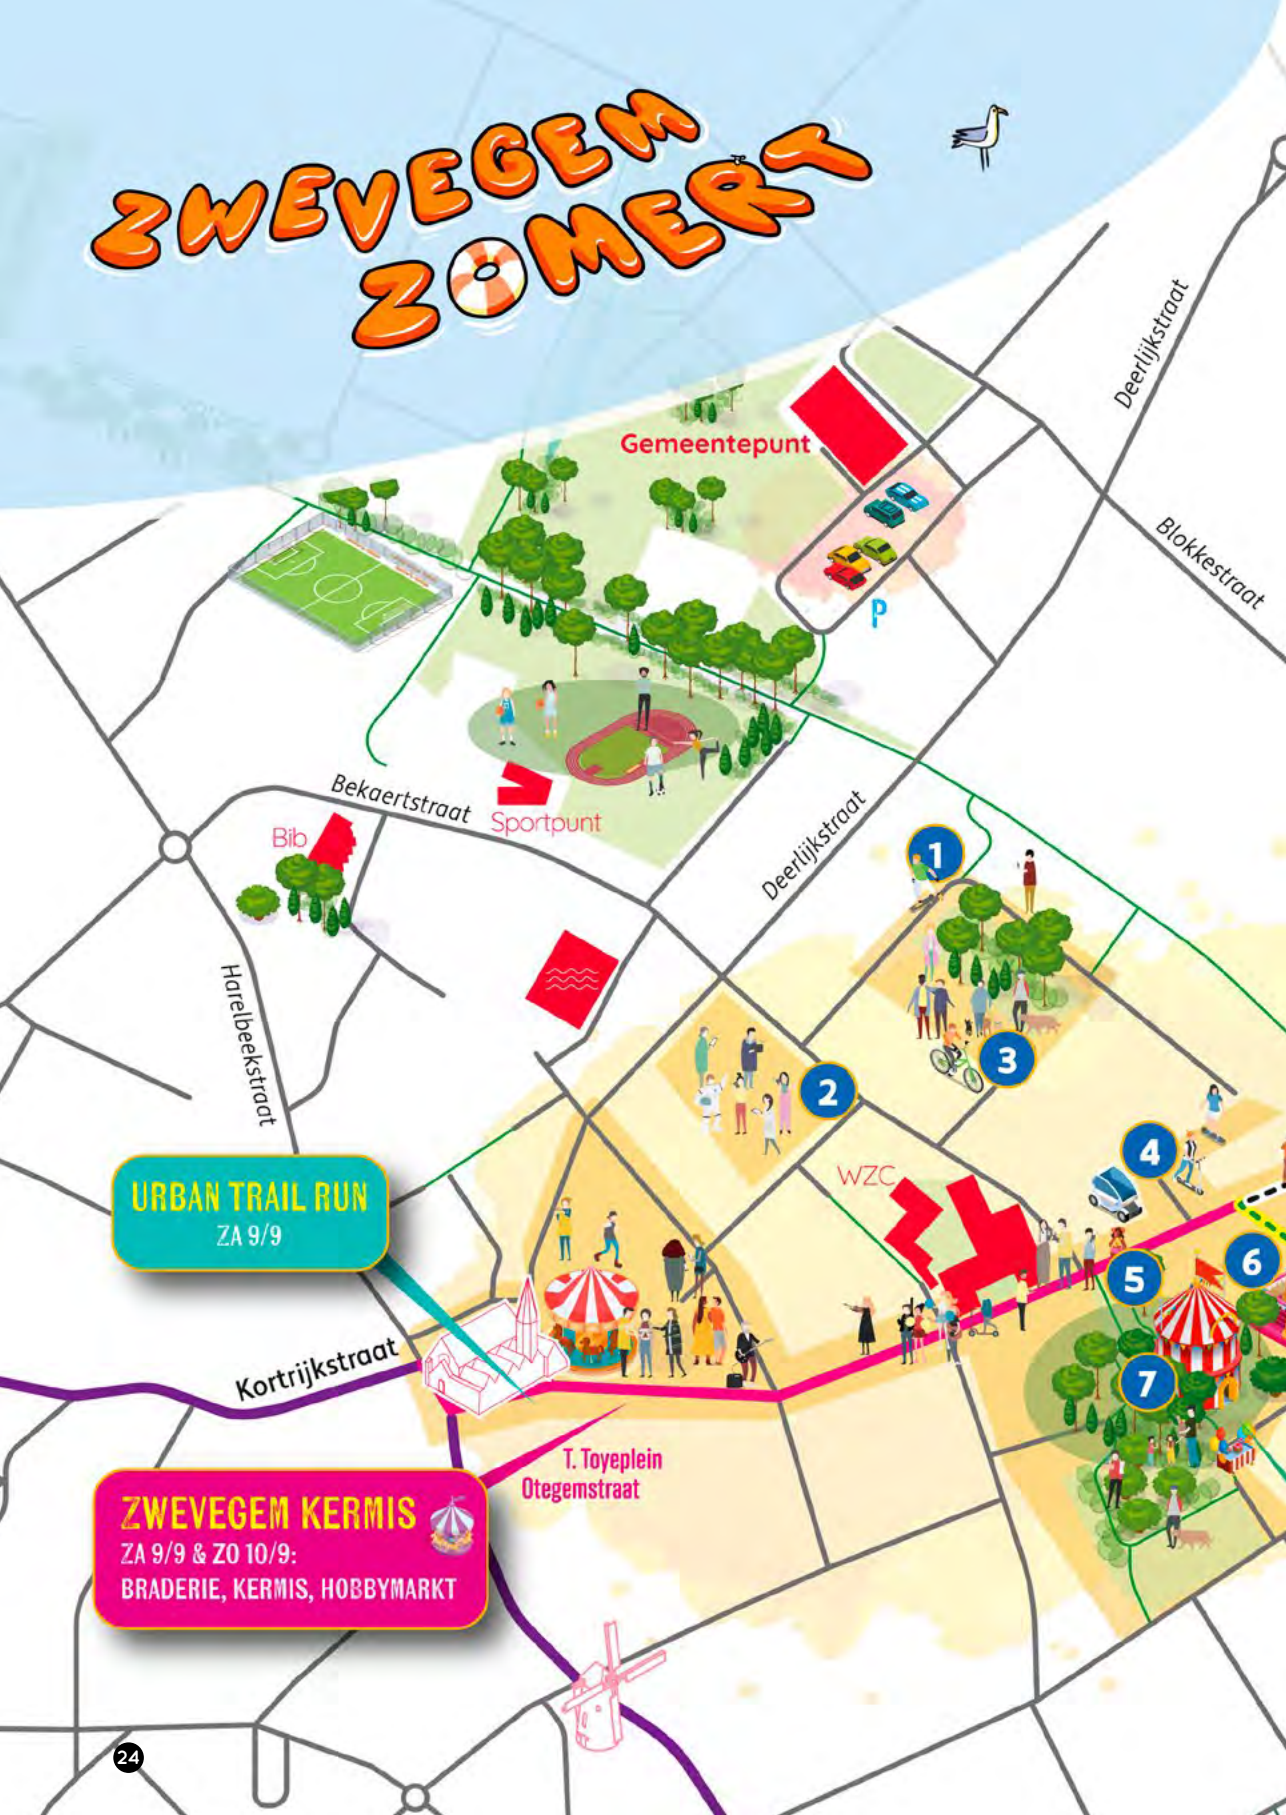 ZWEVEGEM
ZOMERT
Deerlijkstraat
Gemeentepunt
Blokkestraat
P
Bekaertstraat
Sportpunt
Bib
Deerlijkstraat
1
Harelbeekstraat
3
2
4
WZC
URBAN TRAIL RUN
ZA 9/9
5
6
Kortrijkstraat
7
T. Toyeplein
Otegemstraat
ZWEVEGEM KERMIS
ZA 9/9 & ZO 10/9:
BRADERIE, KERMIS, HOBBYMARKT
24